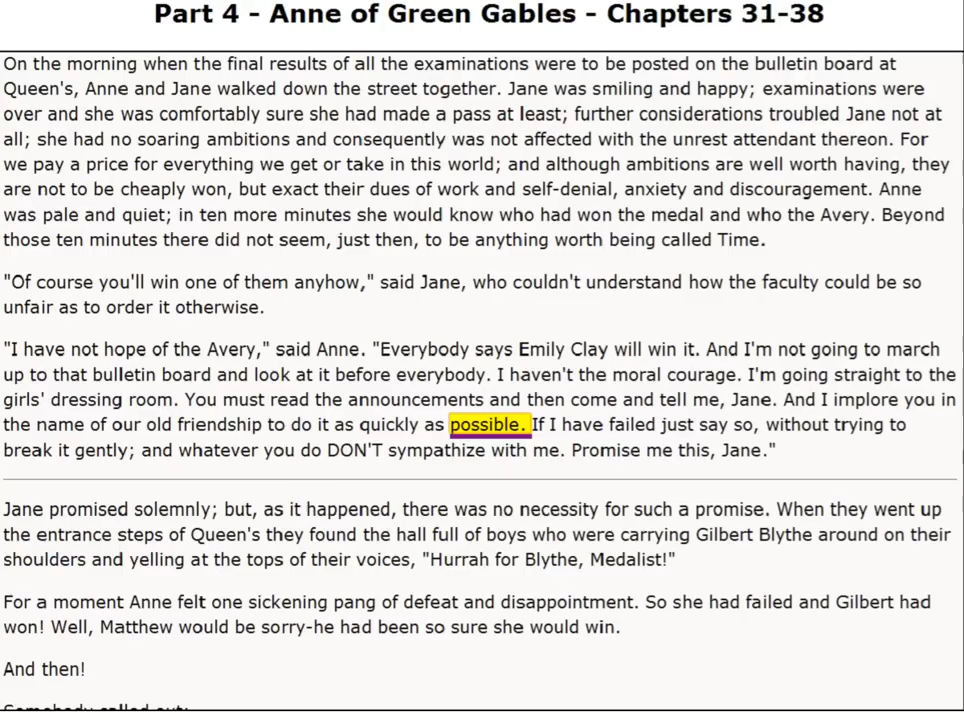 Part 4 - Anne of Green Gables - Chapters 31-38
On the morning when the final results of all the examinations were to be posted on the bulletin board at
Queen's, Anne and Jane walked down the street together. Jane was smiling and happy; examinations were
over and she was comfortably sure she had made a pass at least; further considerations troubled Jane not at
all; she had no soaring ambitions and consequently was not affected with the unrest attendant thereon. For
we pay a price for everything we get or take in this world; and although ambitions are well worth having, they
are not to be cheaply won, but exact their dues of work and self-denial, anxiety and discouragement. Anne
was pale and quiet; in ten more minutes she would know who had won the medal and who the Avery. Beyond
those ten minutes there did not seem, just then, to be anything worth being called Time.
"Of course you'll win one of them anyhow," said Jane, who couldn't understand how the faculty could be so
unfair as to order it otherwise.
"I have not hope of the Avery," said Anne. "Everybody says Emily Clay will win it. And I'm not going to march
up to that bulletin board and look at it before everybody. I haven't the moral courage. I'm going straight to the
girls' dressing room. You must read the announcements and then come and tell me, Jane. And I implore you in
the name of our old friendship to do it as quickly as possible. If I have failed just say so, without trying to
break it gently; and whatever you do DON'T sympathize with me. Promise me this, Jane."
Jane promised solemnly; but, as it happened, there was no necessity for such a promise. When they went up
the entrance steps of Queen's they found the hall full of boys who were carrying Gilbert Blythe around on their
shoulders and yelling at the tops of their voices, "Hurrah for Blythe, Medalist!"
For a moment Anne felt one sickening pang of defeat and disappointment. So she had failed and Gilbert had
won! Well, Matthew would be sorry-he had been so sure she would win.
And then!
Somebody called out: